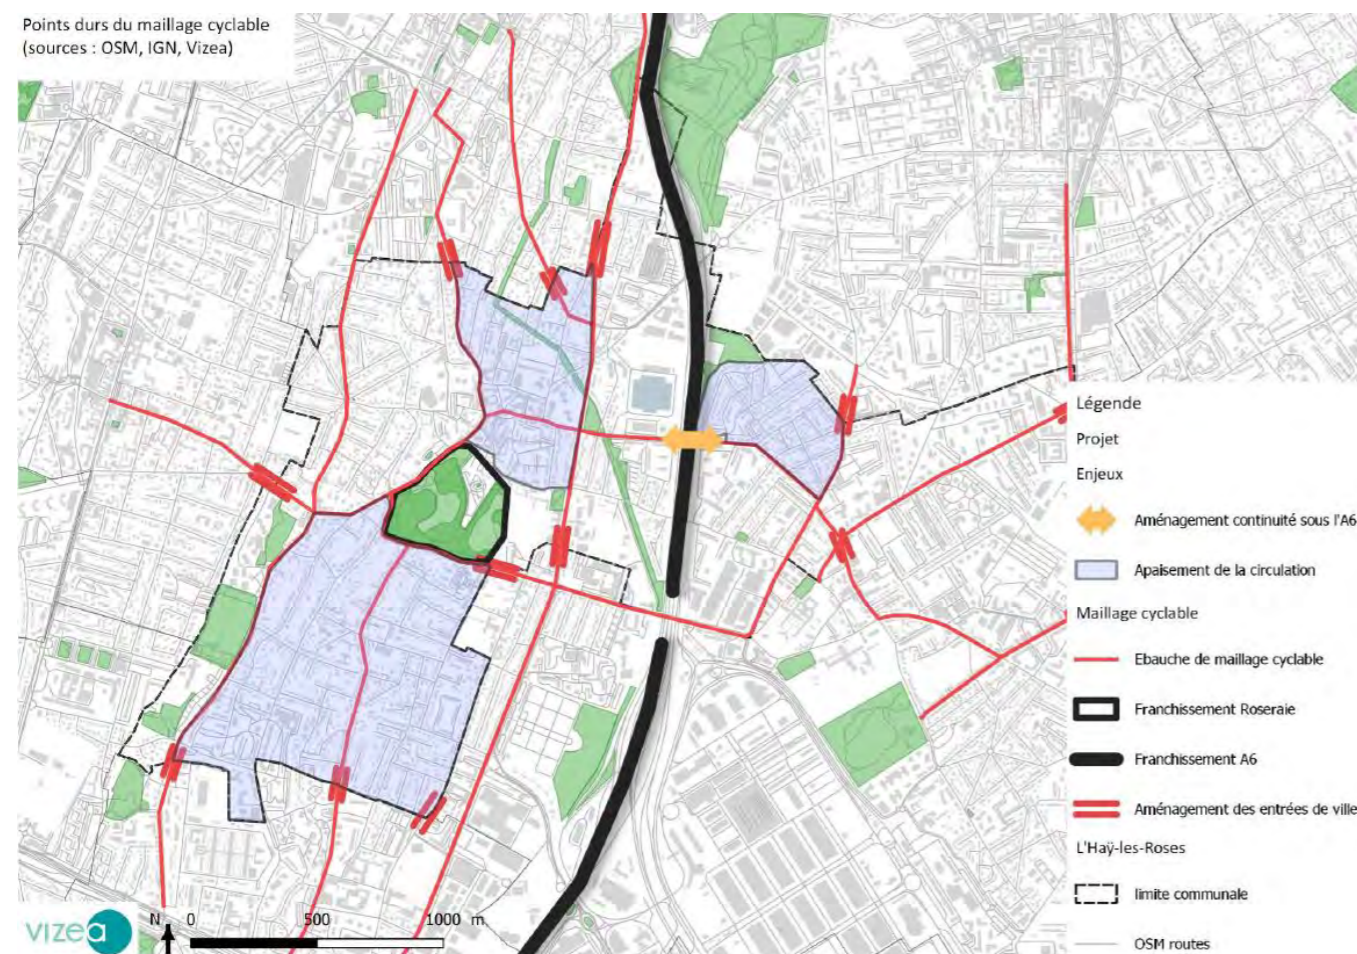 Points durs du maillage cyclable
(sources : OSM, IGN, Vizea)
Légende
Projet
Enjeux
Aménagement continuité sous l'A6
Apaisement de la circulation
Maillage cyclable
Ebauche de maillage cyclable
Franchissement Roseraie
Franchissement A6
Aménagement des entrées de ville
L'Haÿ-les-Roses
limite communale
OSM routes
vizea
N 0 500 1000 m